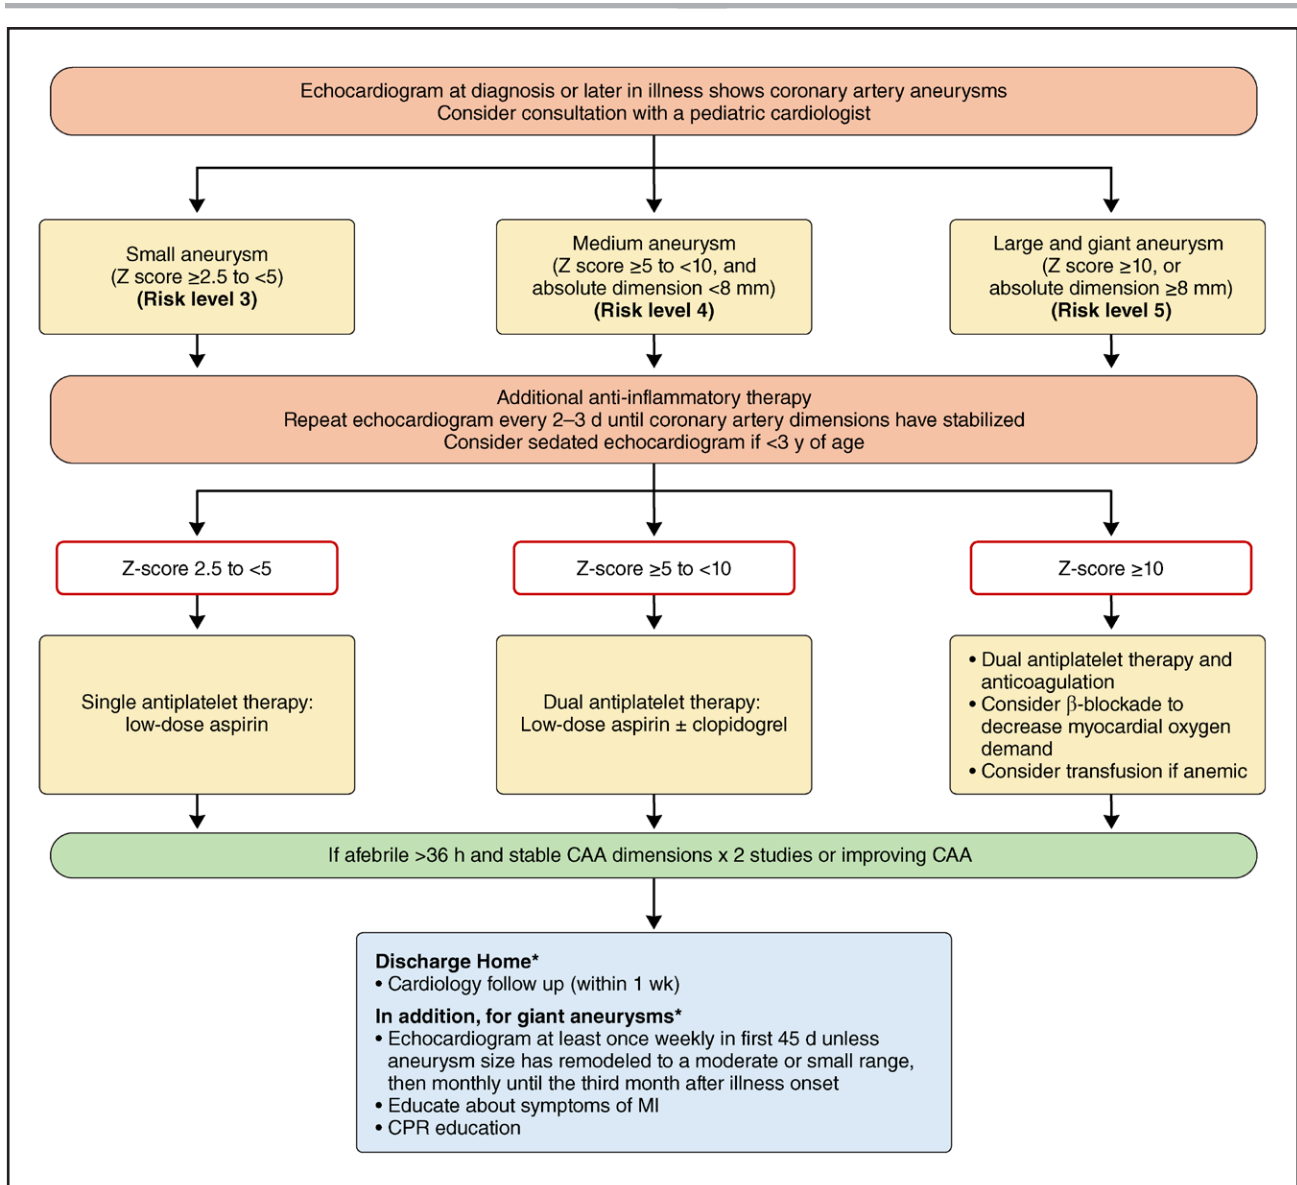 Echocardiogram at diagnosis or later in illness shows coronary artery aneurysms
Consider consultation with a pediatric cardiologist
Small aneurysm
(Z score ≥2.5 to <5)
(Risk level 3)
Medium aneurysm
(Z score ≥5 to <10, and
absolute dimension <8 mm)
(Risk level 4)
Large and giant aneurysm
(Z score ≥10, or
absolute dimension ≥8 mm)
(Risk level 5)
Additional anti-inflammatory therapy
Repeat echocardiogram every 2–3 d until coronary artery dimensions have stabilized
Consider sedated echocardiogram if <3 y of age
Z-score 2.5 to <5
Z-score ≥5 to <10
Z-score ≥10
Single antiplatelet therapy:
low-dose aspirin
Dual antiplatelet therapy:
Low-dose aspirin ± clopidogrel
• Dual antiplatelet therapy and
anticoagulation
• Consider β-blockade to
decrease myocardial oxygen
demand
• Consider transfusion if anemic
If afebrile >36 h and stable CAA dimensions x 2 studies or improving CAA
Discharge Home*
• Cardiology follow up (within 1 wk)
In addition, for giant aneurysms*
• Echocardiogram at least once weekly in first 45 d unless
aneurysm size has remodeled to a moderate or small range,
then monthly until the third month after illness onset
• Educate about symptoms of MI
• CPR education